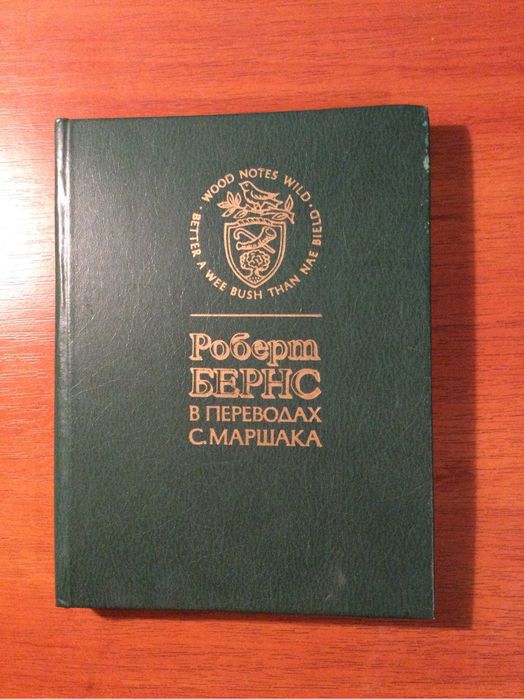 · WOOD NOTES WILD ·
BETTER A WEE BUSH THAN NAE BIELD
Роберт
БЕРНС
В ПЕРЕВОДАХ
С. МАРШАКА